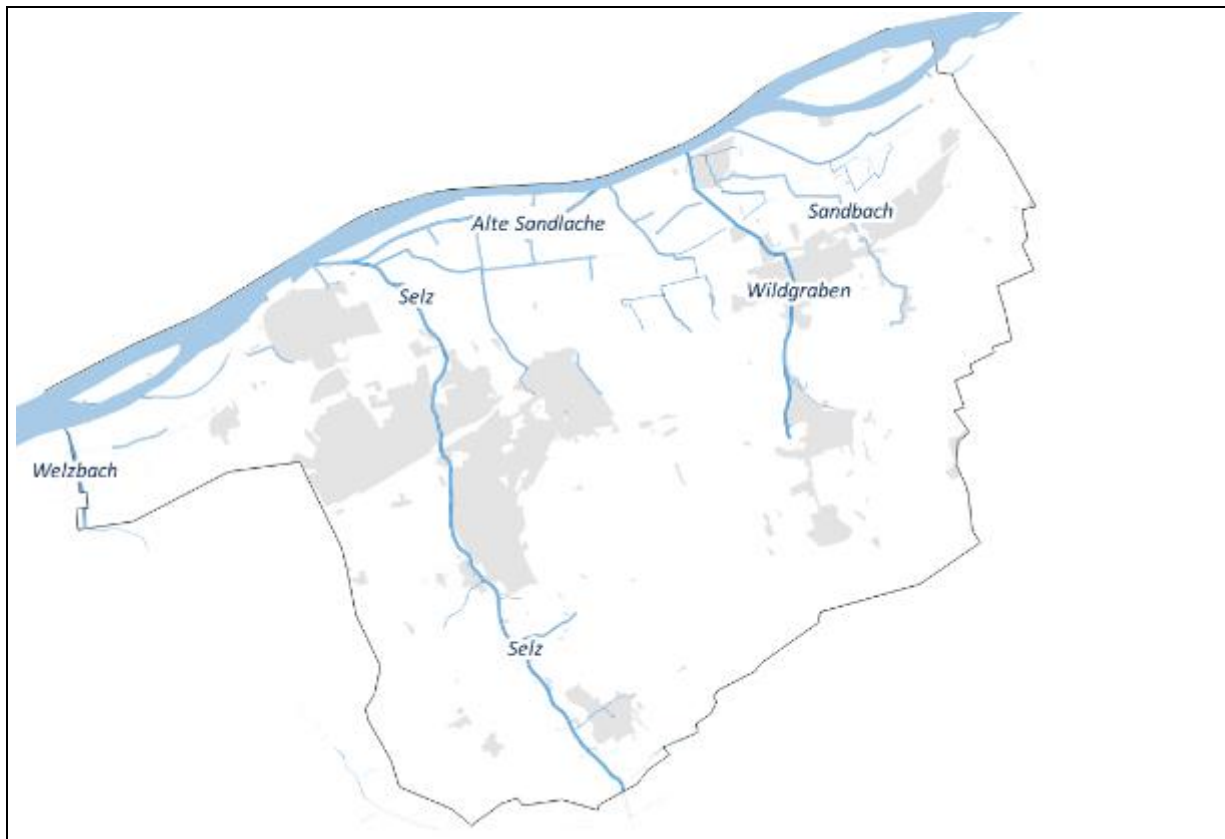 Sandbach
Alte Sandlache
Selz
Wildgraben
Welzbach
Selz